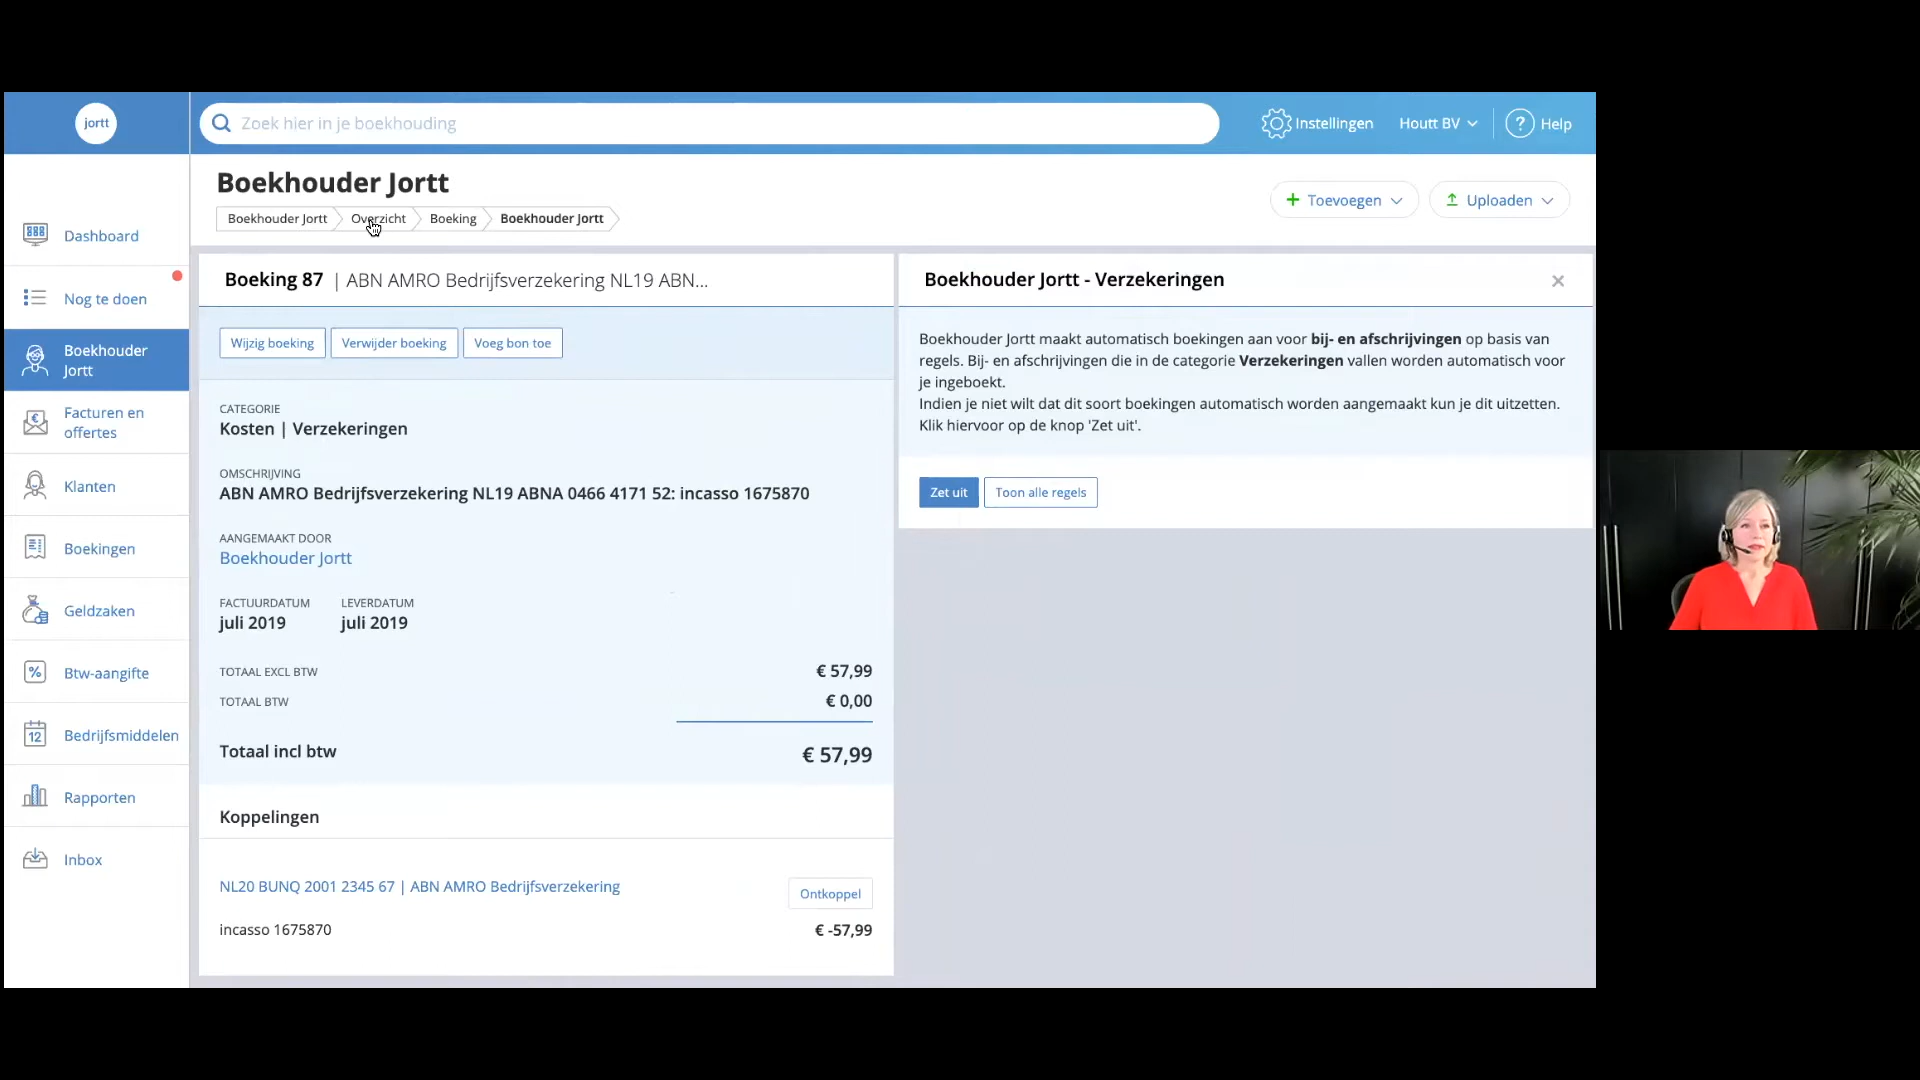 jortt
Zoek hier in je boekhouding
Instellingen
Houtt BV
? Help
Boekhouder Jortt
+ Toevoegen
Uploaden
Boekhouder Jortt
Overzicht
Boeking
Boekhouder Jortt
Dashboard
Nog te doen
Boekhouder
Jortt
Facturen en
offertes
Klanten
Boekingen
Geldzaken
% Btw-aangifte
12 Bedrijfsmiddelen
Rapporten
Inbox
Boeking 87 | ABN AMRO Bedrijfsverzekering NL19 ABN...
Wijzig boeking
Verwijder boeking
Voeg bon toe
CATEGORIE
Kosten | Verzekeringen
OMSCHRIJVING
ABN AMRO Bedrijfsverzekering NL19 ABNA 0466 4171 52: incasso 1675870
AANGEMAAKT DOOR
Boekhouder Jortt
FACTUURDATUM LEVERDATUM
juli 2019 juli 2019
TOTAAL EXCL BTW € 57,99
TOTAAL BTW € 0,00
Totaal incl btw € 57,99
Koppelingen
NL20 BUNQ 2001 2345 67 | ABN AMRO Bedrijfsverzekering
Ontkoppel
incasso 1675870 € -57,99
Boekhouder Jortt - Verzekeringen
×
Boekhouder Jortt maakt automatisch boekingen aan voor bij- en afschrijvingen op basis van
regels. Bij- en afschrijvingen die in de categorie Verzekeringen vallen worden automatisch voor
je ingeboekt.
Indien je niet wilt dat dit soort boekingen automatisch worden aangemaakt kun je dit uitzetten.
Klik hiervoor op de knop 'Zet uit'.
Zet uit
Toon alle regels